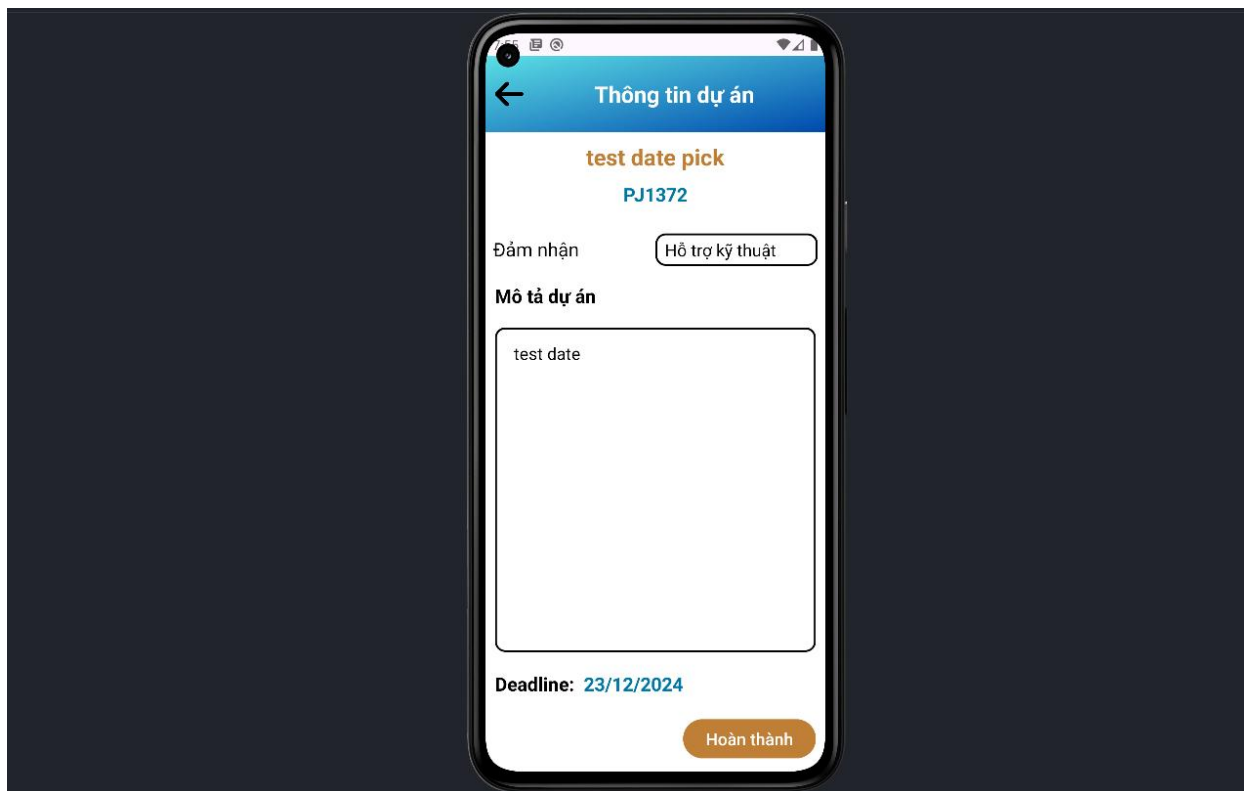 Thông tin dự án
test date pick
PJ1372
Đảm nhận
Hỗ trợ kỹ thuật
Mô tả dự án
test date
Deadline: 23/12/2024
Hoàn thành